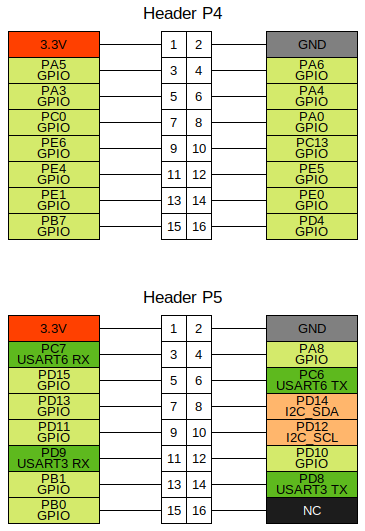 Header P4
3.3V 1 2 GND
PA5 PA6
GPIO 3 4 GPIO
PA3 PA4
GPIO 5 6 GPIO
PC0 PA0
GPIO 7 8 GPIO
PE6 PC13
GPIO 9 10 GPIO
PE4 PE5
GPIO 11 12 GPIO
PE1 PE0
GPIO 13 14 GPIO
PB7 PD4
GPIO 15 16 GPIO
Header P5
3.3V 1 2 GND
PC7 PA8
USART6 RX 3 4 GPIO
PD15 PC6
GPIO 5 6 USART6 TX
PD13 PD14
GPIO 7 8 I2C_SDA
PD11 PD12
GPIO 9 10 I2C_SCL
PD9 PD10
USART3 RX 11 12 GPIO
PB1 PD8
GPIO 13 14 USART3 TX
PB0
GPIO 15 16 NC